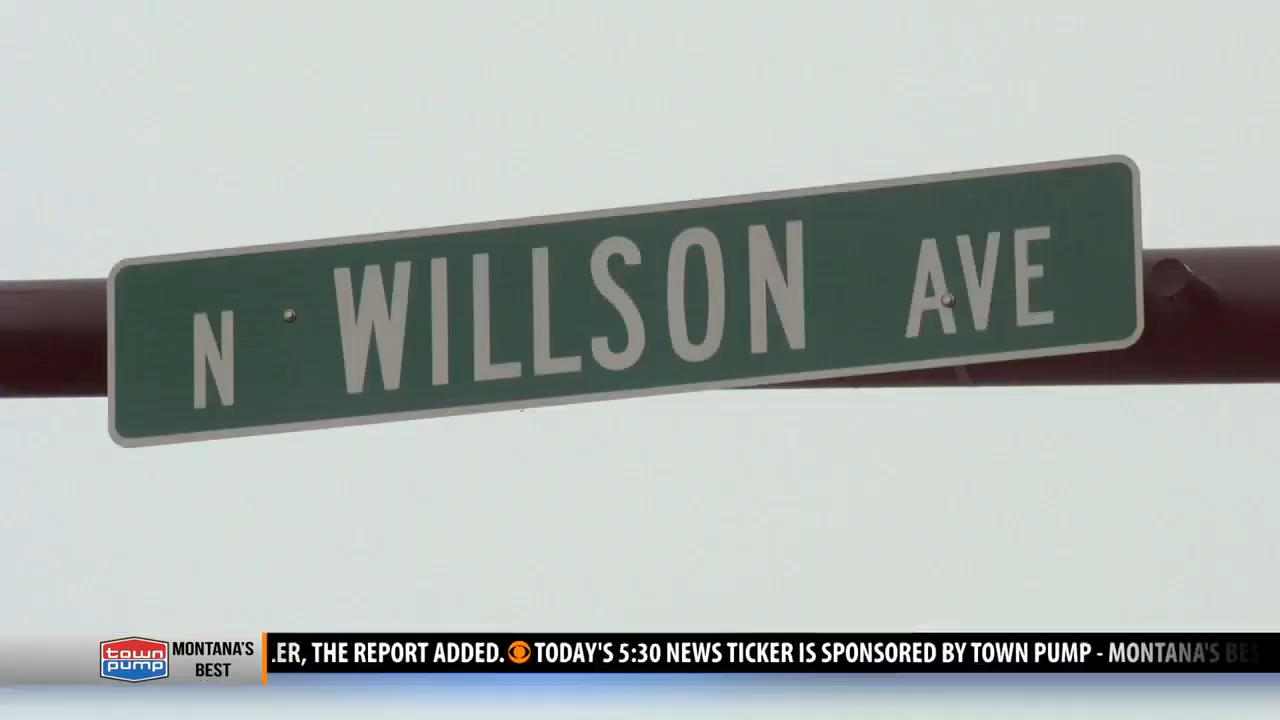 N WILLSON AVE
town
pump
MONTANA'S
BEST
.ER, THE REPORT ADDED. TODAY'S 5:30 NEWS TICKER IS SPONSORED BY TOWN PUMP - MONTANA'S BES